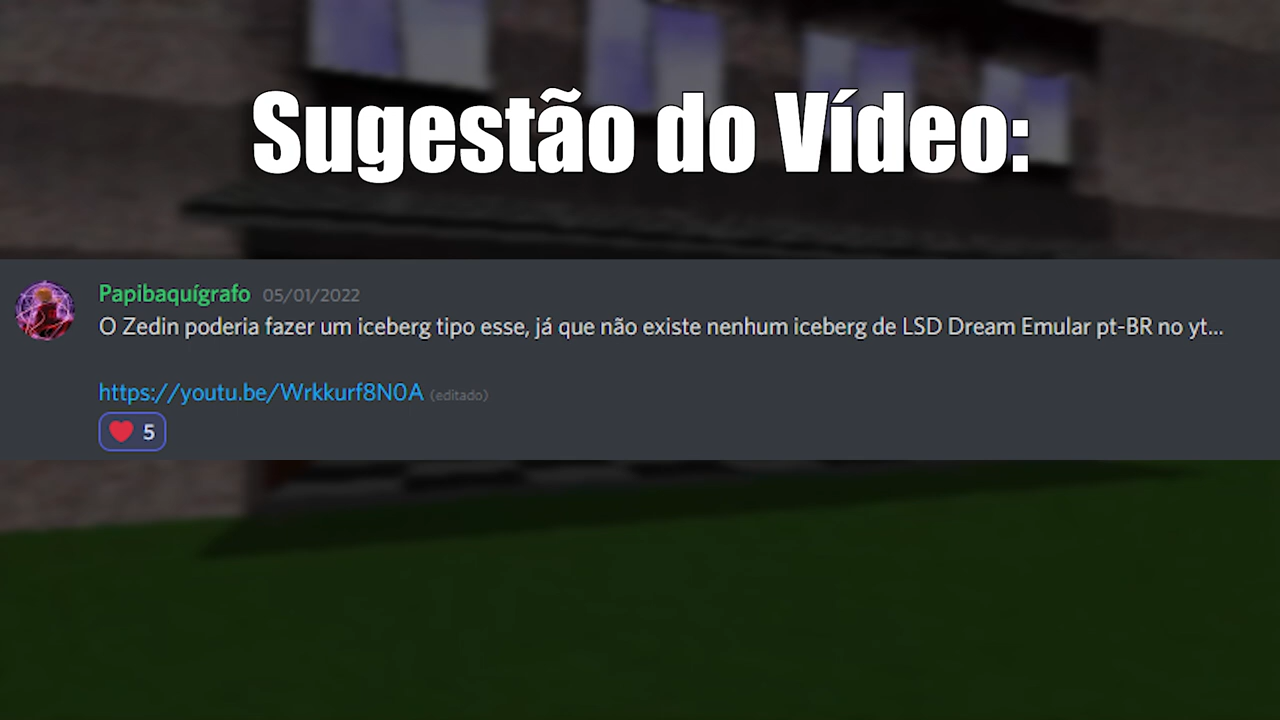 Sugestão do Vídeo:
Papibaquígrafo 05/01/2022
O Zedin poderia fazer um iceberg tipo esse, já que não existe nenhum iceberg de LSD Dream Emular pt-BR no yt...
https://youtu.be/Wrkkurf8N0A (editado)
5